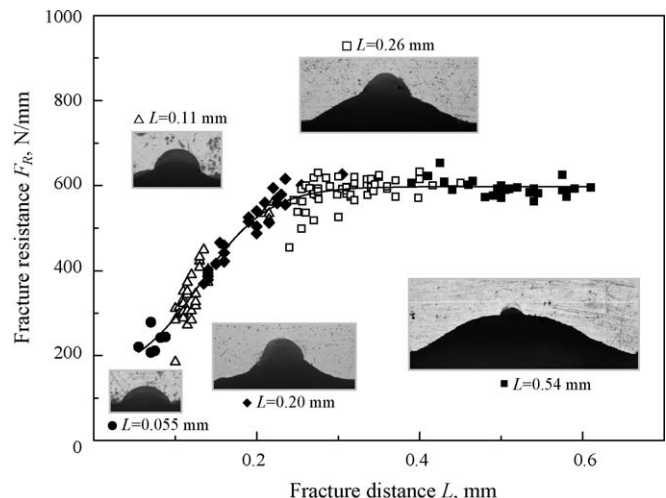 1000
800
600
400
200
0
Fracture resistance F_R, N/mm
□ L=0.26 mm
△ L=0.11 mm
■ L=0.54 mm
◆ L=0.20 mm
● L=0.055 mm
0.2
0.4
0.6
Fracture distance L, mm